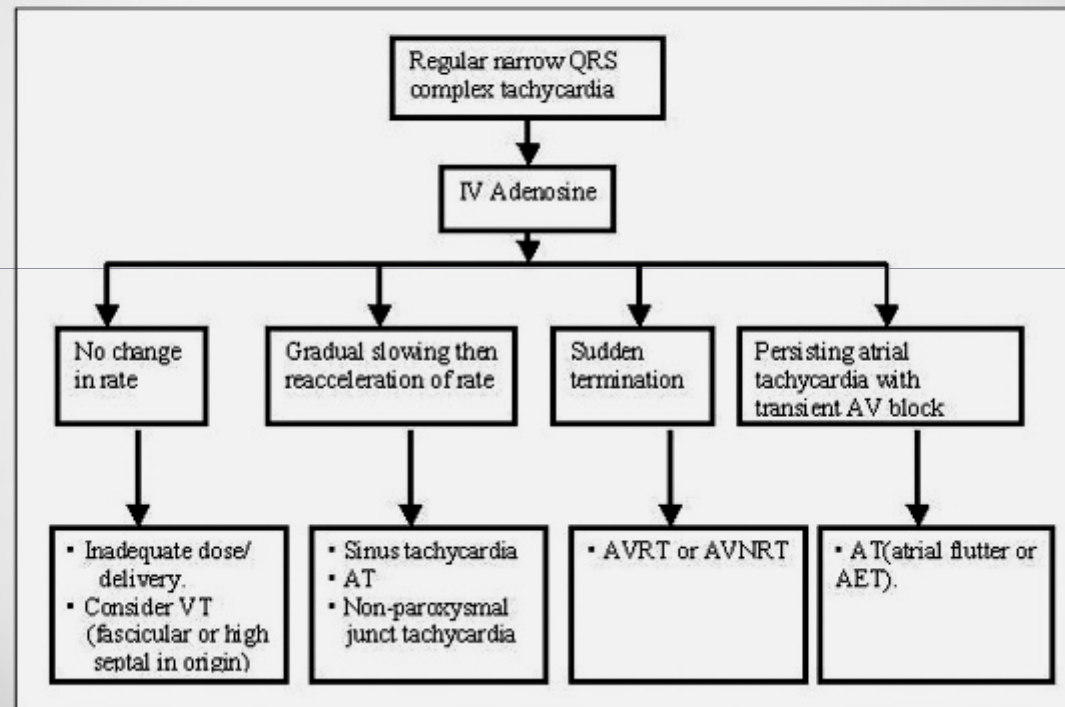 Regular narrow QRS
complex tachycardia
IV Adenosine
No change
in rate
Gradual slowing then
reacceleration of rate
Sudden
termination
Persisting atrial
tachycardia with
transient AV block
▪ Inadequate dose/
delivery.
▪ Consider VT
(fascicular or high
septal in origin)
▪ Sinus tachycardia
▪ AT
▪ Non-paroxysmal
junct tachycardia
▪ AVRT or AVNRT
▪ AT(atrial flutter or
AET).